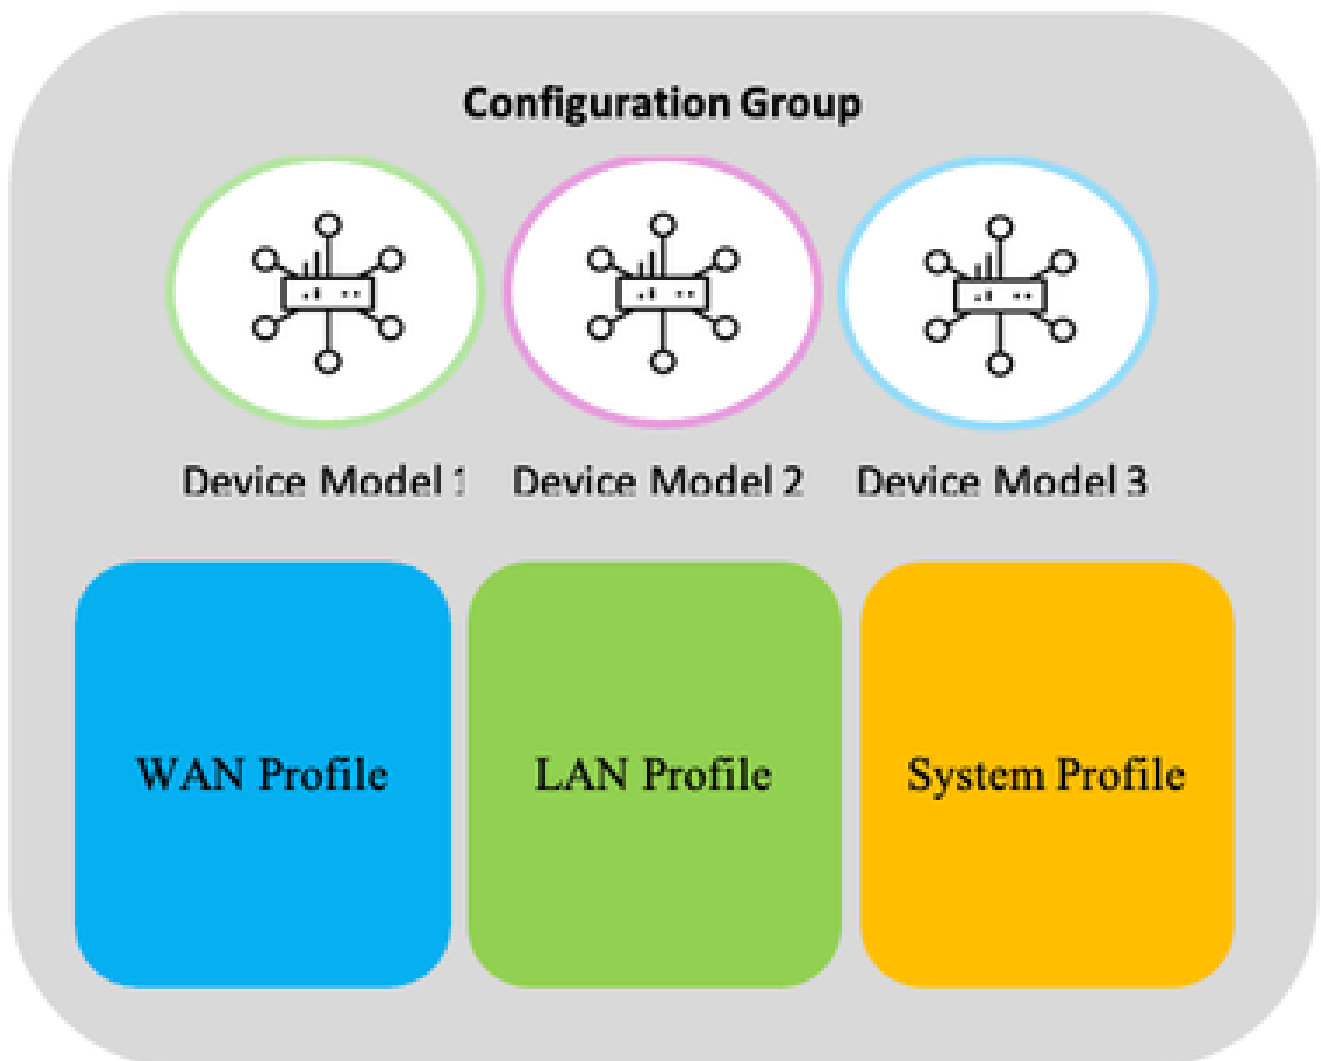 Configuration Group
Device Model 1 Device Model 2 Device Model 3
WAN Profile LAN Profile System Profile